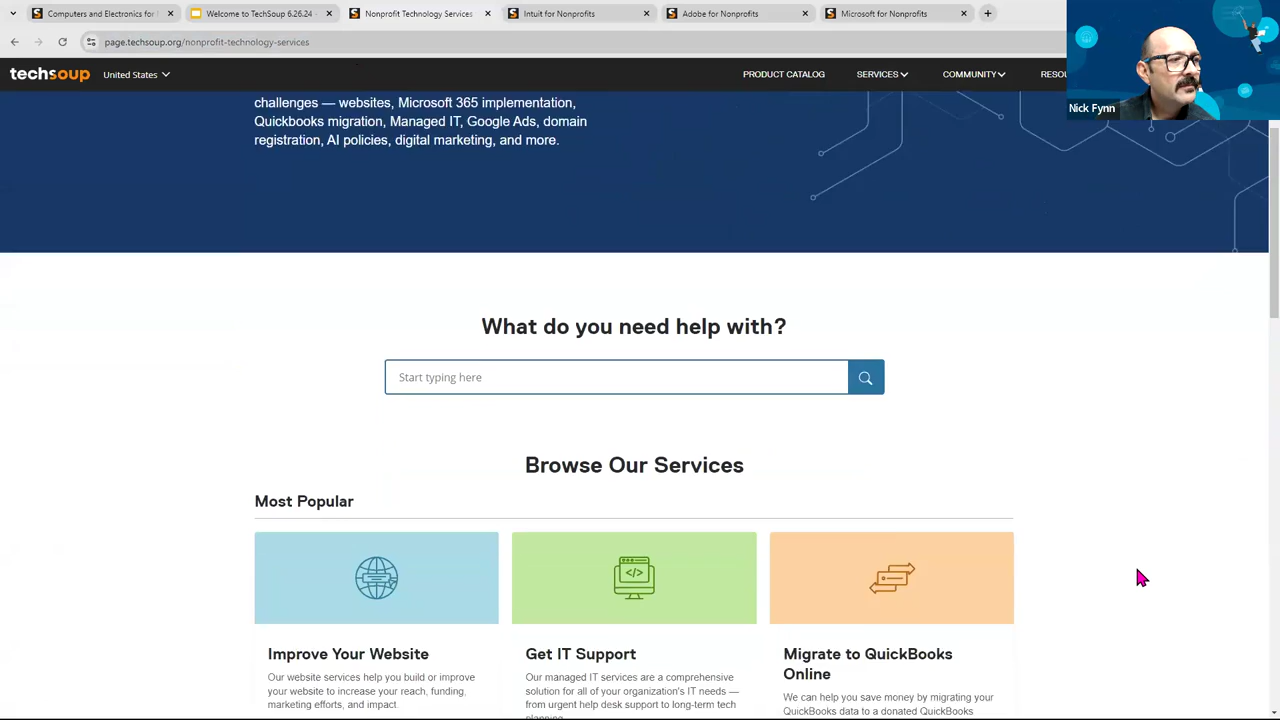 Computers and Electronics for
Welcome to TechSoup 6.26.24 -
Nonprofit Technology Services
Intuit for Nonprofits
Adobe for Nonprofits
Microsoft for Nonprofits
page.techsoup.org/nonprofit-technology-services
techsoup
United States
PRODUCT CATALOG
SERVICES
COMMUNITY
RESOU
Nick Fynn
challenges — websites, Microsoft 365 implementation,
Quickbooks migration, Managed IT, Google Ads, domain
registration, AI policies, digital marketing, and more.
What do you need help with?
Start typing here
Browse Our Services
Most Popular
Improve Your Website
Our website services help you build or improve
your website to increase your reach, funding,
marketing efforts, and impact.
Get IT Support
Our managed IT services are a comprehensive
solution for all of your organization's IT needs —
from urgent help desk support to long-term tech
planning.
Migrate to QuickBooks
Online
We can help you save money by migrating your
QuickBooks data to a donated QuickBooks